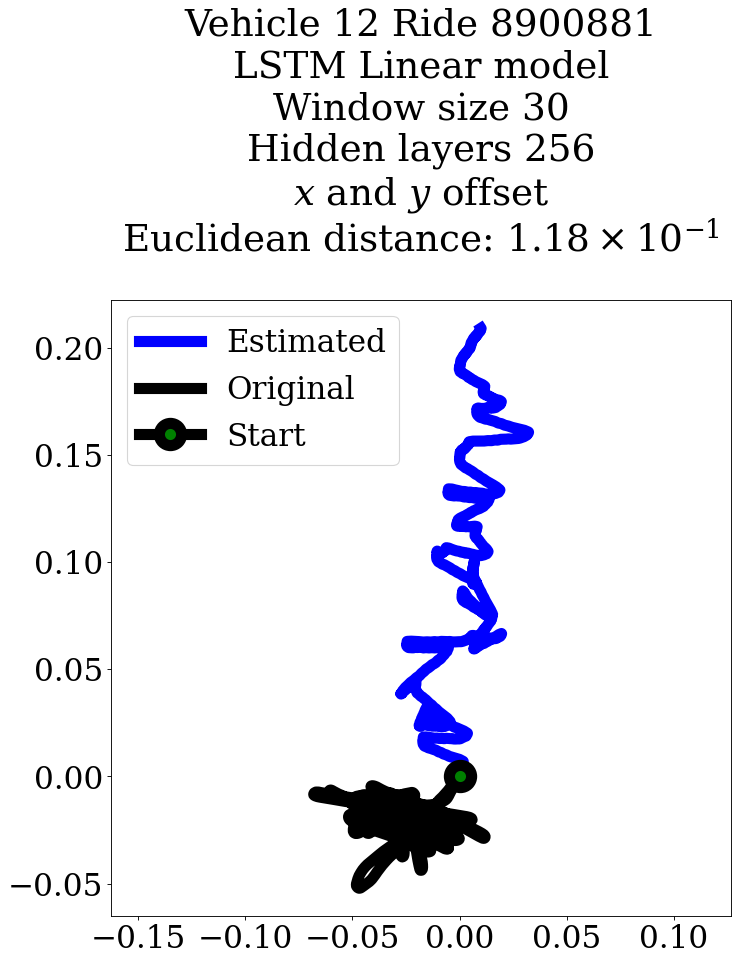 Vehicle 12 Ride 8900881
LSTM Linear model
Window size 30
Hidden layers 256
x and y offset
Euclidean distance: 1.18 × 10⁻¹
Estimated
Original
Start
0.20
0.15
0.10
0.05
0.00
−0.05
−0.15 −0.10 −0.05 0.00 0.05 0.10